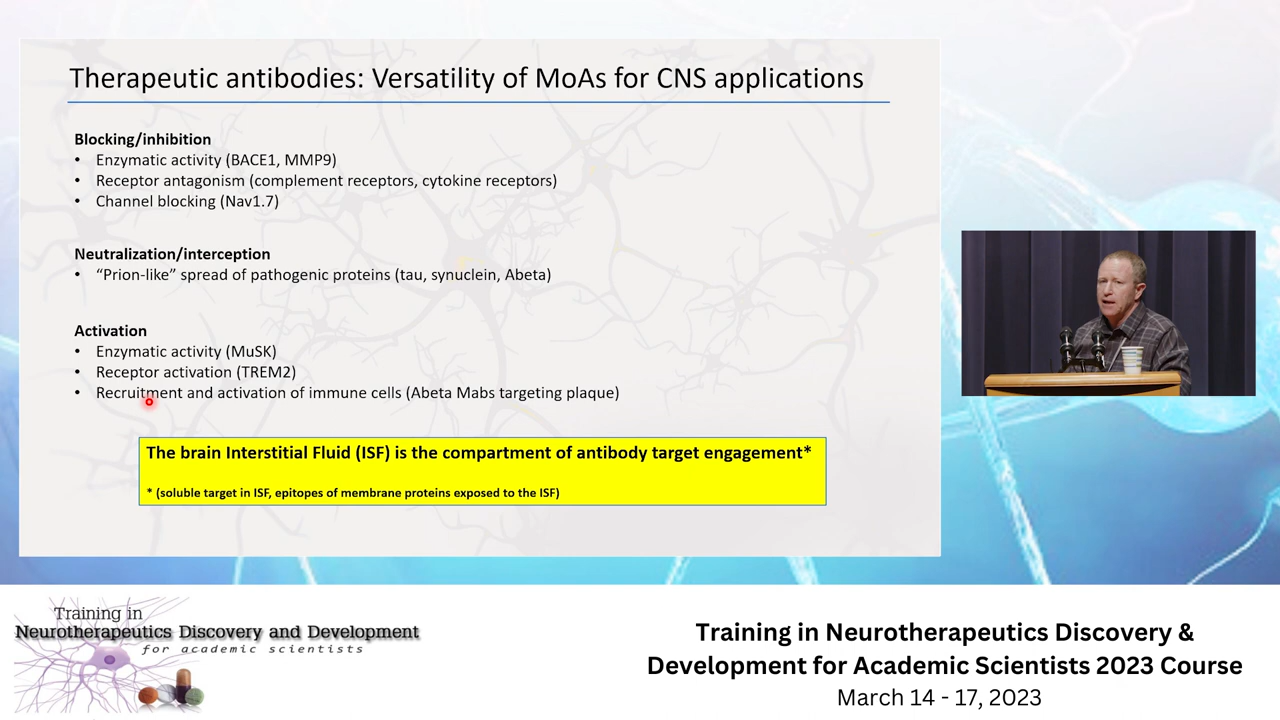 Therapeutic antibodies: Versatility of MoAs for CNS applications
Blocking/inhibition
• Enzymatic activity (BACE1, MMP9)
• Receptor antagonism (complement receptors, cytokine receptors)
• Channel blocking (Nav1.7)
Neutralization/interception
• “Prion-like” spread of pathogenic proteins (tau, synuclein, Abeta)
Activation
• Enzymatic activity (MuSK)
• Receptor activation (TREM2)
• Recruitment and activation of immune cells (Abeta Mabs targeting plaque)
The brain Interstitial Fluid (ISF) is the compartment of antibody target engagement*
* (soluble target in ISF, epitopes of membrane proteins exposed to the ISF)
Training in
Neurotherapeutics Discovery and Development
for academic scientists
Training in Neurotherapeutics Discovery &
Development for Academic Scientists 2023 Course
March 14 - 17, 2023